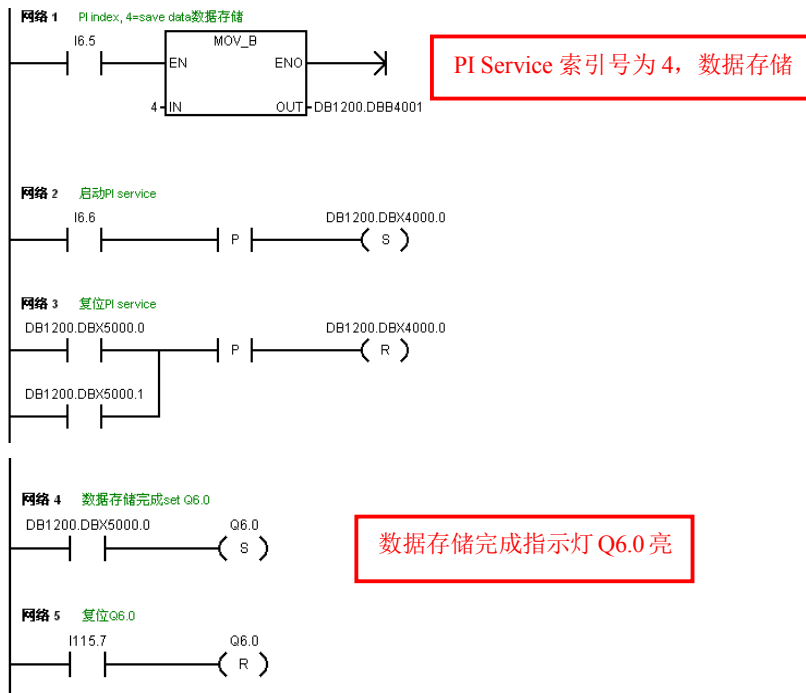 网络 1 PI index, 4=save data数据存储
I6.5
MOV_B
EN ENO
4 IN OUT DB1200.DBB4001
PI Service 索引号为 4，数据存储
网络 2 启动PI service
I6.6 DB1200.DBX4000.0
P S
网络 3 复位PI service
DB1200.DBX5000.0 DB1200.DBX4000.0
P R
DB1200.DBX5000.1
网络 4 数据存储完成set Q6.0
DB1200.DBX5000.0 Q6.0
S
数据存储完成指示灯 Q6.0 亮
网络 5 复位Q6.0
I115.7 Q6.0
R